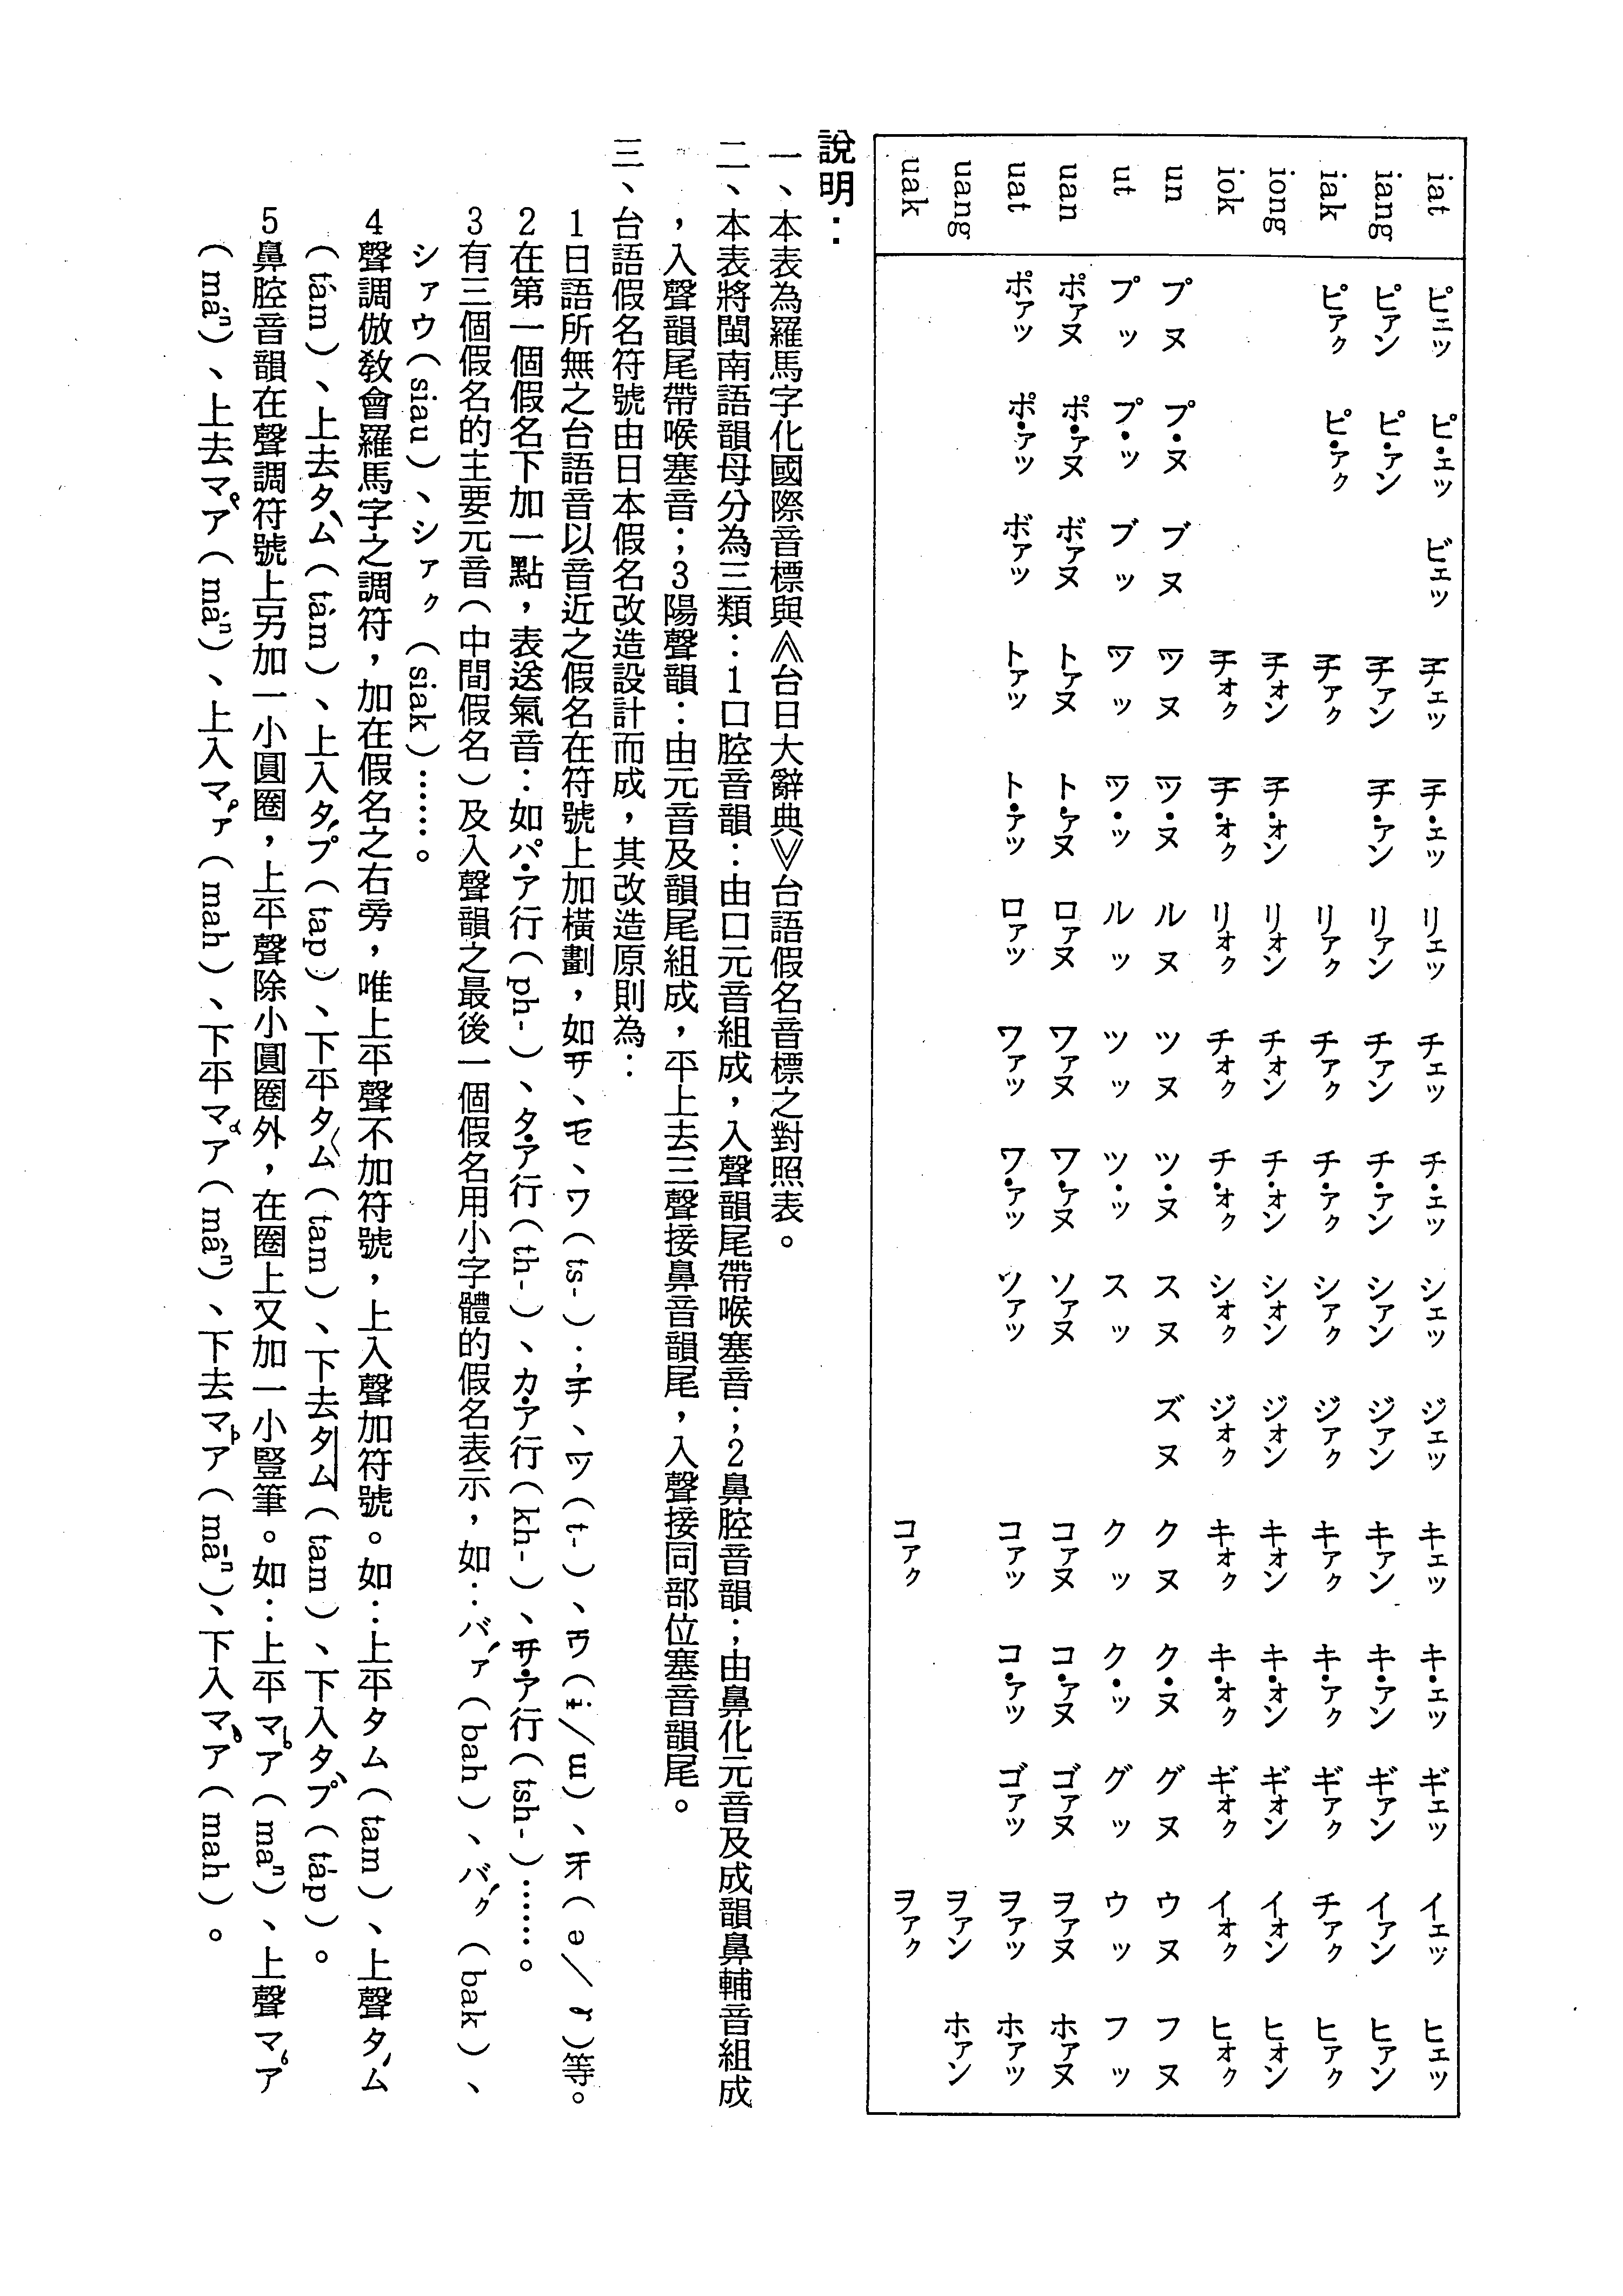 iat ピェッ ピ・ェッ ビェッ チェッ チ・ェッ リェッ チェッ チ・ェッ シェッ ジェッ キェッ キ・ェッ ギェッ イェッ ヒェッ
iang ピァン ピ・ァン チァン チ・ァン リァン チァン チ・ァン シァン ジァン キァン キ・ァン ギァン イァン ヒァン
iak ピァク ピ・ァク チァク リァク チァク チ・ァク シァク ジァク キァク キ・ァク ギァク チァク ヒァク
iong チォン チ・ォン リォン チォン チ・ォン シォン ジォン キォン キ・ォン ギォン イォン ヒォン
iok チォク チ・ォク リォク チォク チ・ォク シォク ジォク キォク キ・ォク ギォク イォク ヒォク
un プヌ プ・ヌ ブヌ ツヌ ツ・ヌ ルヌ ツヌ ツ・ヌ スヌ ズヌ クヌ ク・ヌ グヌ ウヌ フヌ
ut プッ プ・ッ ブッ ツッ ツ・ッ ルッ ツッ ツ・ッ スッ クッ ク・ッ グッ ウッ フッ
uan ポァヌ ポ・ァヌ ボァヌ トァヌ ト・ァヌ ロァヌ ワァヌ ワ・ァヌ ソァヌ コァヌ コ・ァヌ ゴァヌ ヲァヌ ホァヌ
uat ポァッ ポ・ァッ ボァッ トァッ ト・ァッ ロァッ ワァッ ワ・ァッ ツァッ コァッ コ・ァッ ゴァッ ヲァッ ホァッ
uang ヲァン ホァン
uak コァク ヲァク
說明：
一、本表為羅馬字化國際音標與《台日大辭典》台語假名音標之對照表。
二、本表將閩南語韻母分為三類：1口腔音韻：由口元音組成，入聲韻尾帶喉塞音；2鼻腔音韻；由鼻化元音及成韻鼻輔音組成
，入聲韻尾帶喉塞音；3陽聲韻：由元音及韻尾組成，平上去三聲接鼻音韻尾，入聲接同部位塞音韻尾。
三、台語假名符號由日本假名改造設計而成，其改造原則為：
1日語所無之台語音以音近之假名在符號上加橫劃，如サ̅、モ̅、ワ（ts-）；チ̅、ツ̅（t-）、ウ̅（ɨ／ɯ）、オ̅（ə／ɤ）等。
2在第一個假名下加一點，表送氣音：如パ・ア行（ph-）、タ・ア行（th-）、カ・ア行（kh-）、サ̅・ア行（tsh-）……。
3有三個假名的主要元音（中間假名）及入聲韻之最後一個假名用小字體的假名表示，如：バァ（bah）、バク（bak）、
シァウ（siau）、シァク（siak）……。
4聲調倣教會羅馬字之調符，加在假名之右旁，唯上平聲不加符號，上入聲加符號。如：上平タム（tam）、上聲タム
（tám）、上去タム（tàm）、上入タプ（tap）、下平タム（tam）、下去タム（tam）、下入タプ（ta̍p）。
5鼻腔音韻在聲調符號上另加一小圓圈，上平聲除小圓圈外，在圈上又加一小豎筆。如：上平マア（maⁿ）、上聲マア
（máⁿ）、上去マア（màⁿ）、上入マァ（mah）、下平マア（mâⁿ）、下去マア（māⁿ）、下入マァ（mah）。